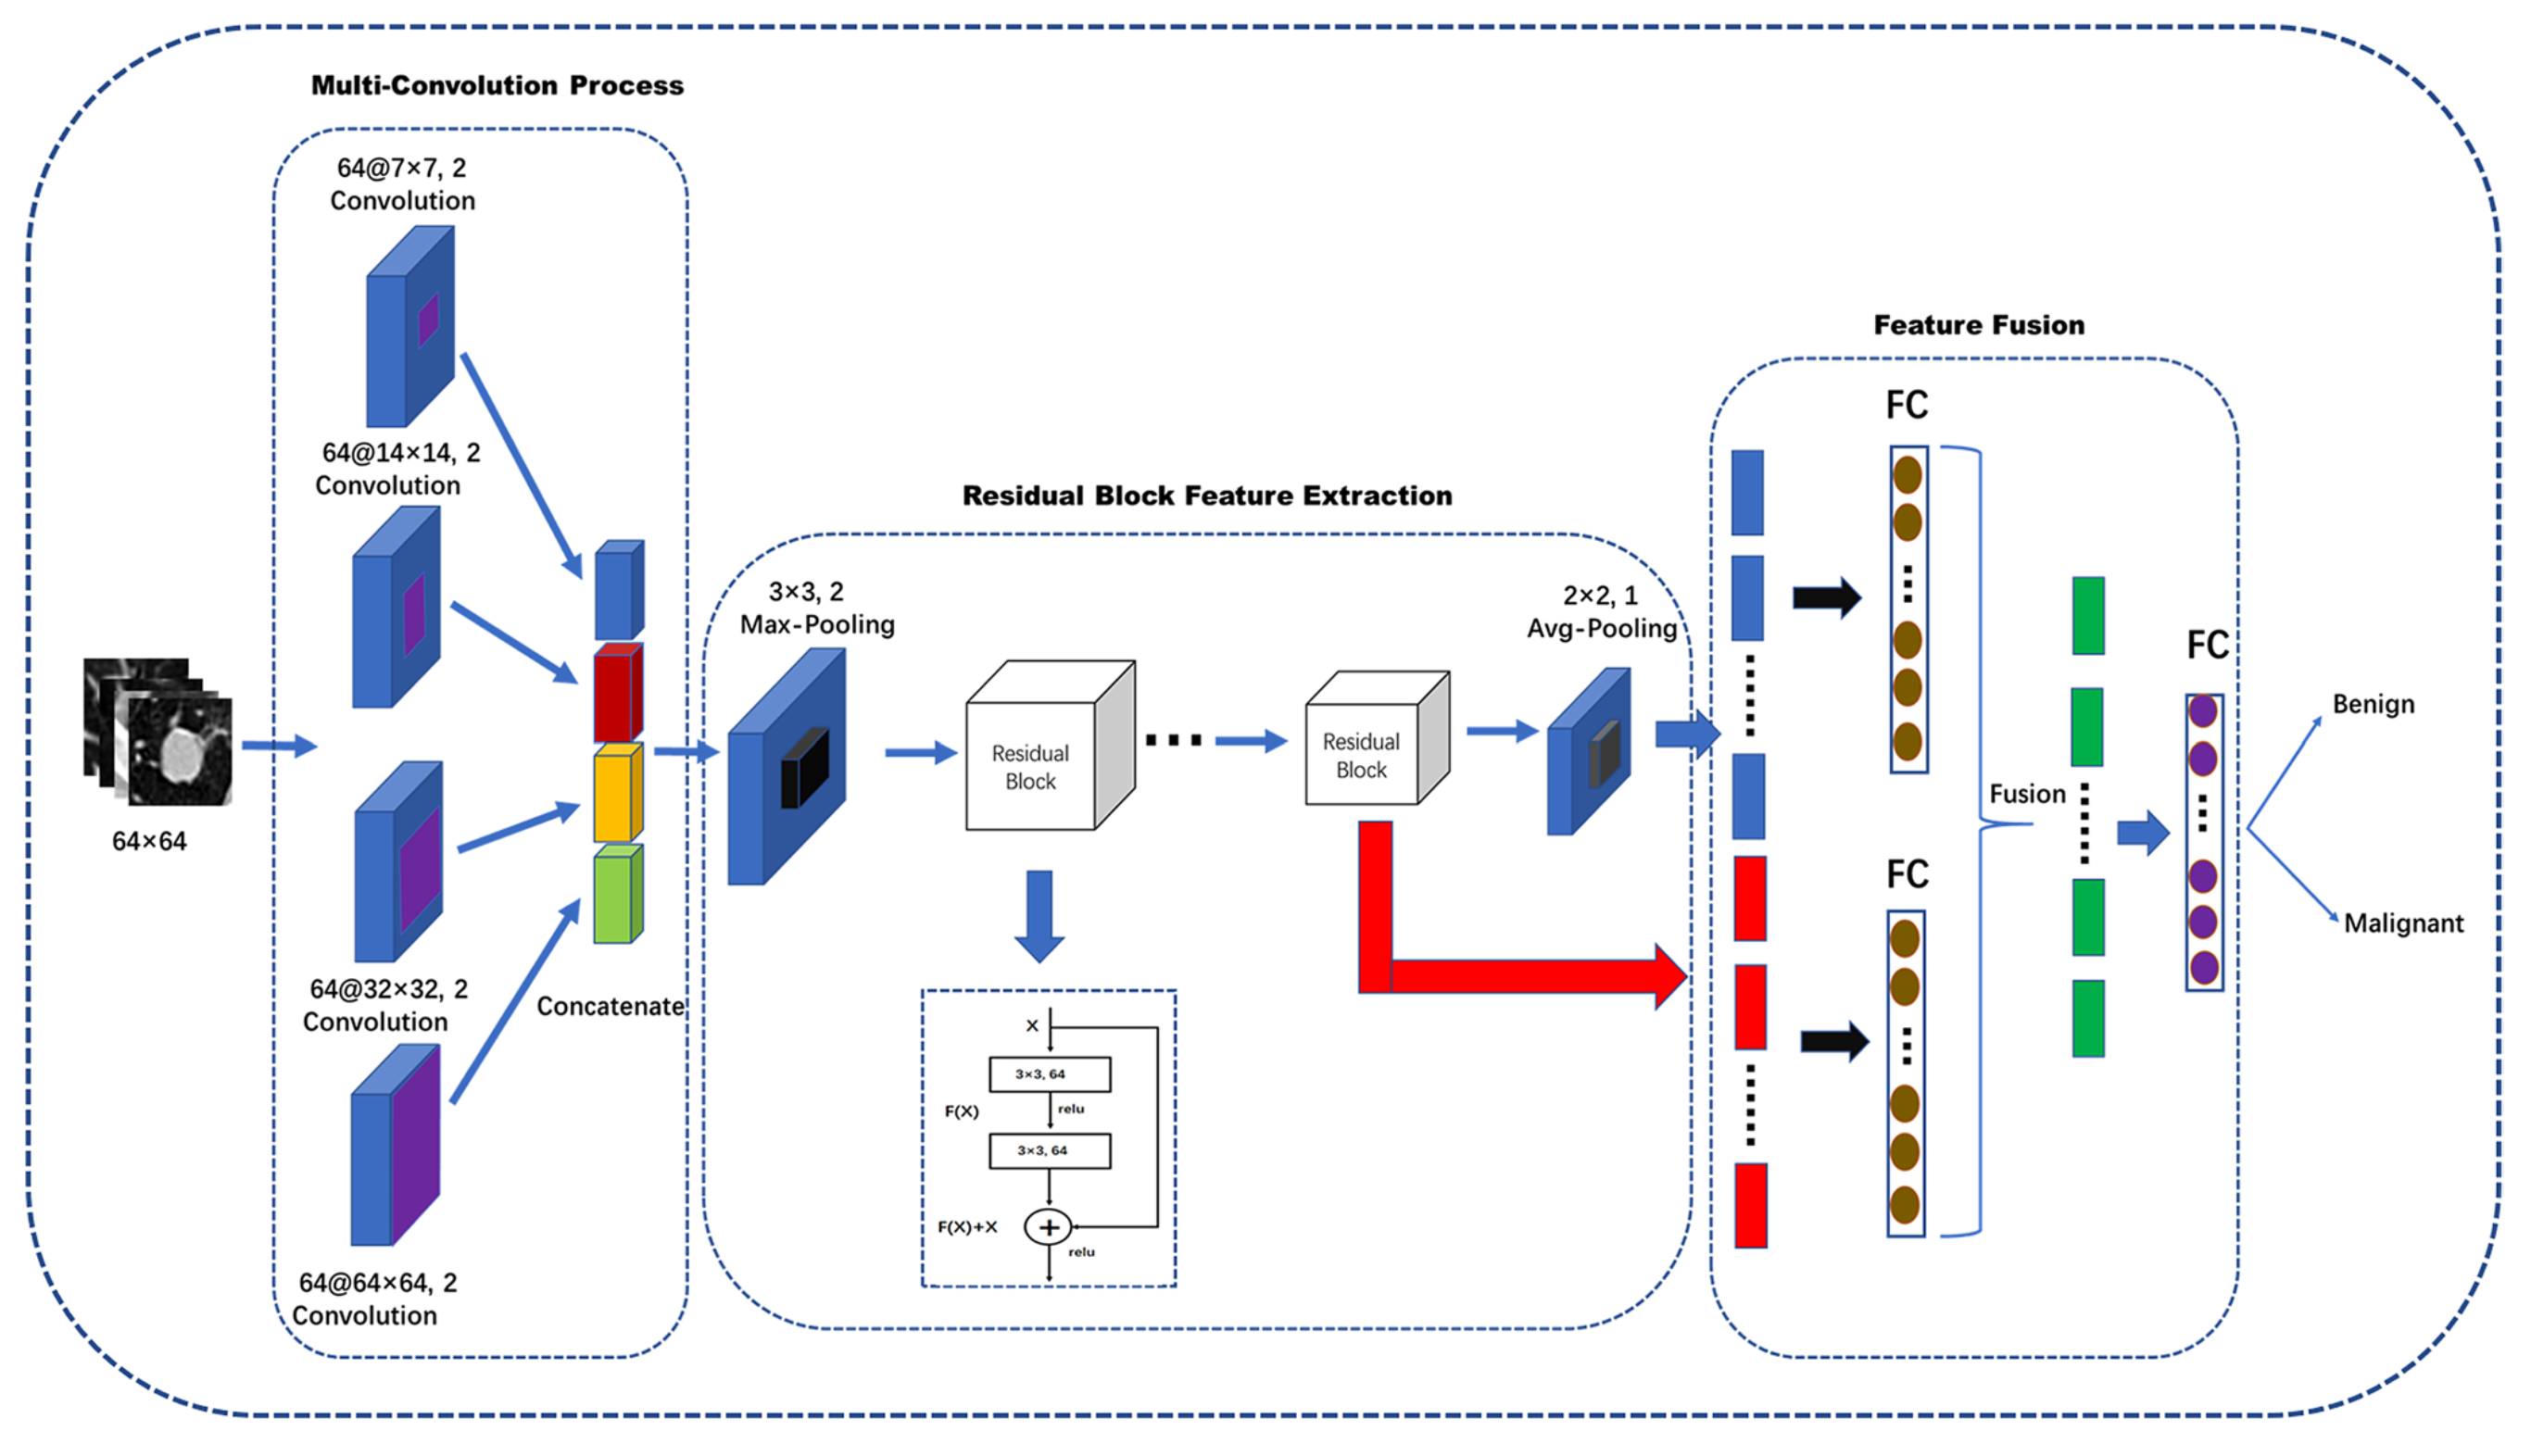 Multi-Convolution Process
64@7×7, 2
Convolution
64@14×14, 2
Convolution
64×64
64@32×32, 2
Convolution
64@64×64, 2
Convolution
Concatenate
Residual Block Feature Extraction
3×3, 2
Max-Pooling
Residual
Block
Residual
Block
2×2, 1
Avg-Pooling
X
3×3, 64
F(X)
relu
3×3, 64
F(X)+X
+
relu
Feature Fusion
FC
FC
Fusion
FC
Benign
Malignant